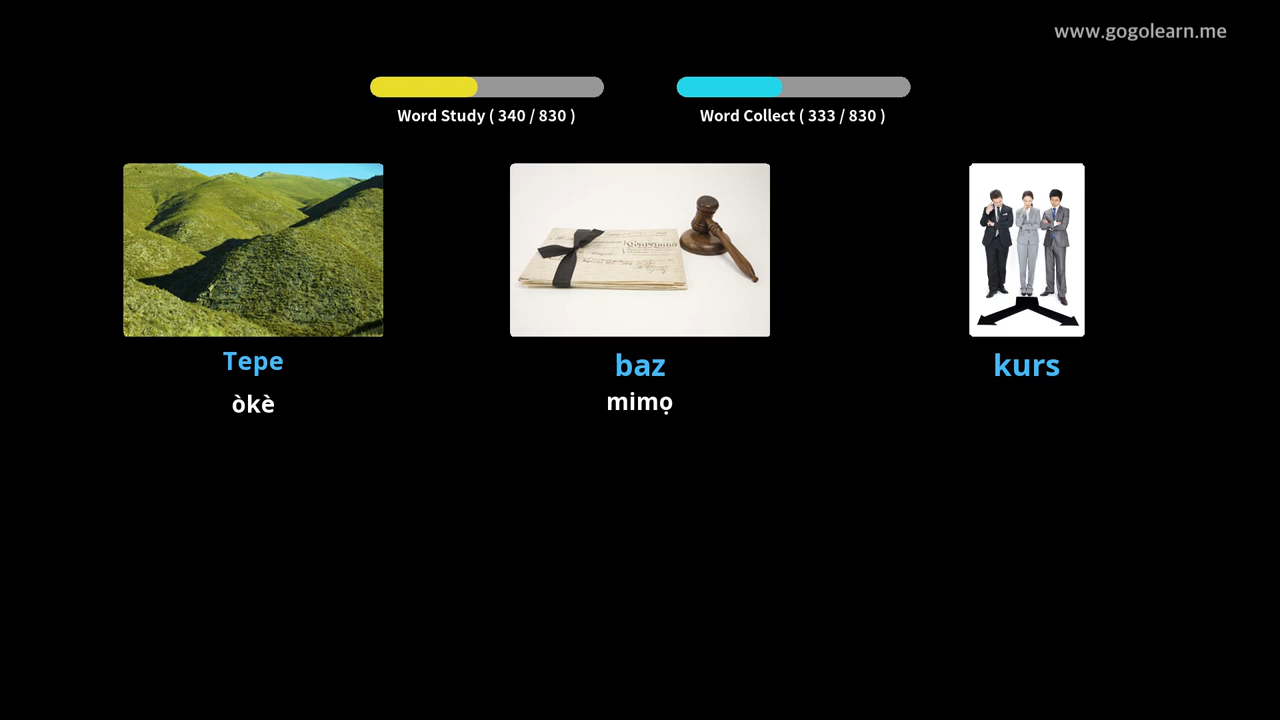 www.gogolearn.me
Word Study ( 340 / 830 )
Word Collect ( 333 / 830 )
Tepe
òkè
baz
mimọ
kurs